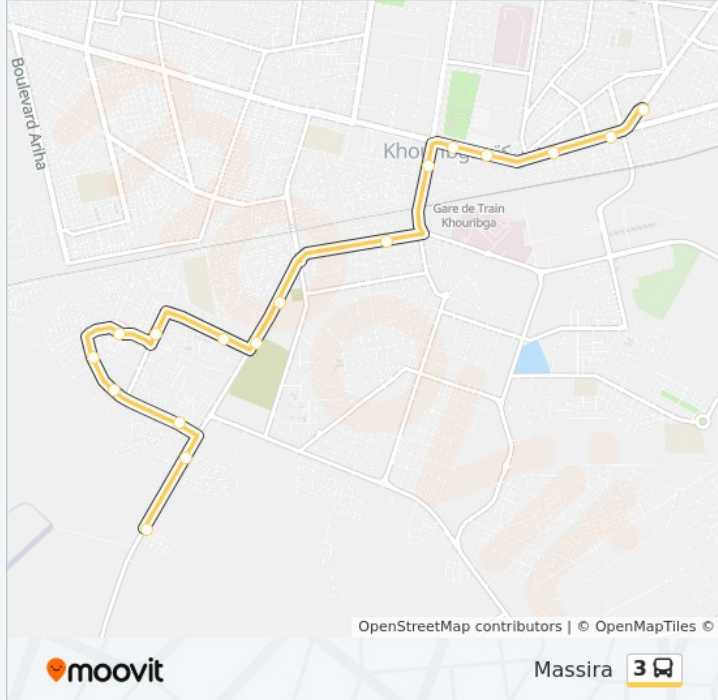 Boulevard Ariha
Khouribga
Gare de Train
Khouribga
OpenStreetMap contributors | © OpenMapTiles ©
moovit
Massira
3